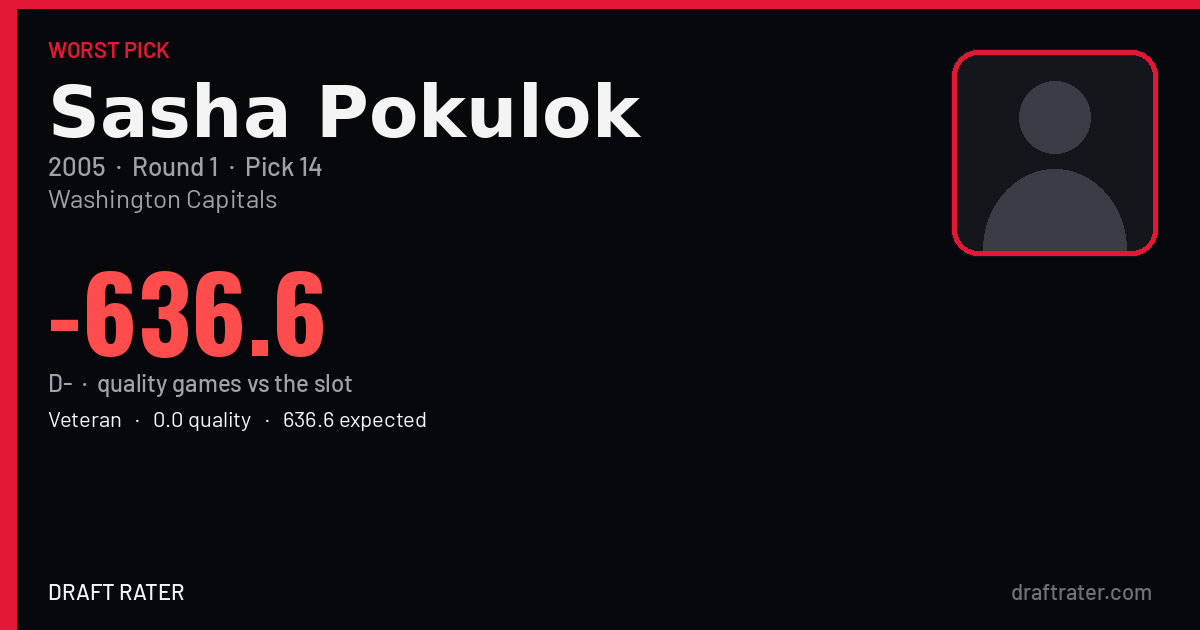 WORST PICK
Sasha Pokulok
2005 · Round 1 · Pick 14
Washington Capitals
-636.6
D- · quality games vs the slot
Veteran · 0.0 quality · 636.6 expected
DRAFT RATER
draftrater.com